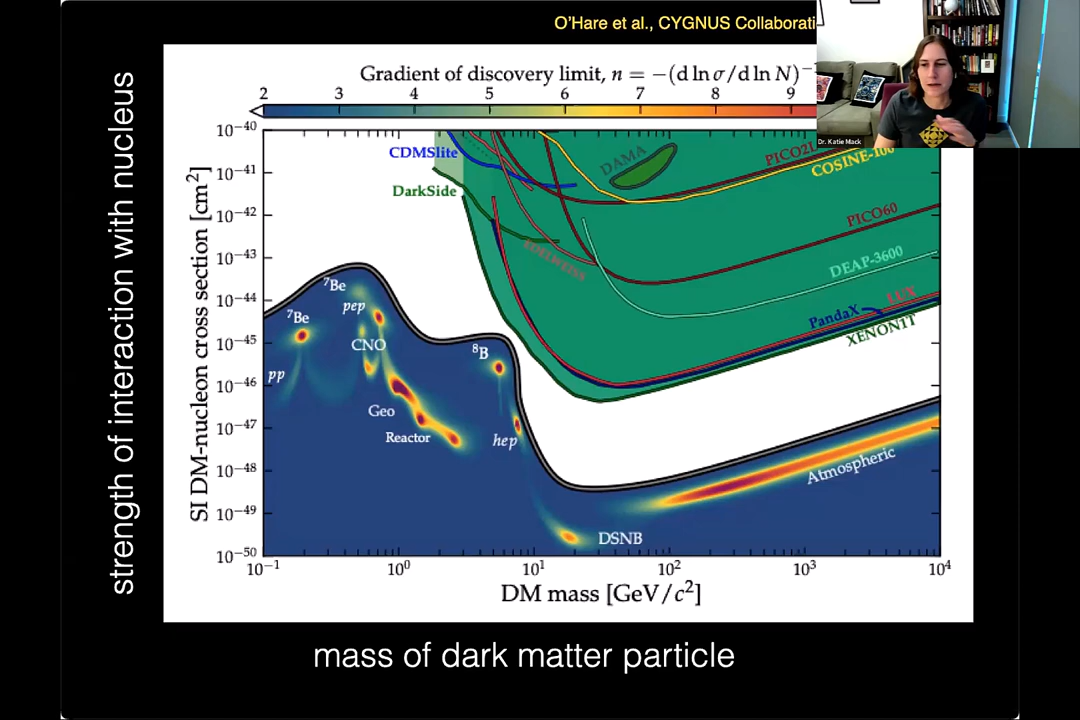 O'Hare et al., CYGNUS Collaborati
Gradient of discovery limit, n = −(d ln σ/d ln N)⁻
2 3 4 5 6 7 8 9
Dr. Katie Mack
strength of interaction with nucleus
SI DM-nucleon cross section [cm²]
10⁻⁴⁰
10⁻⁴¹
10⁻⁴²
10⁻⁴³
10⁻⁴⁴
10⁻⁴⁵
10⁻⁴⁶
10⁻⁴⁷
10⁻⁴⁸
10⁻⁴⁹
10⁻⁵⁰
CDMSlite
DAMA
PICO2L
COSINE-100
DarkSide
EDELWEISS
PICO60
DEAP-3600
LUX
PandaX
XENON1T
⁷Be
pep
⁷Be
CNO
pp
⁸B
Geo
Reactor
hep
Atmospheric
DSNB
10⁻¹ 10⁰ 10¹ 10² 10³ 10⁴
DM mass [GeV/c²]
mass of dark matter particle